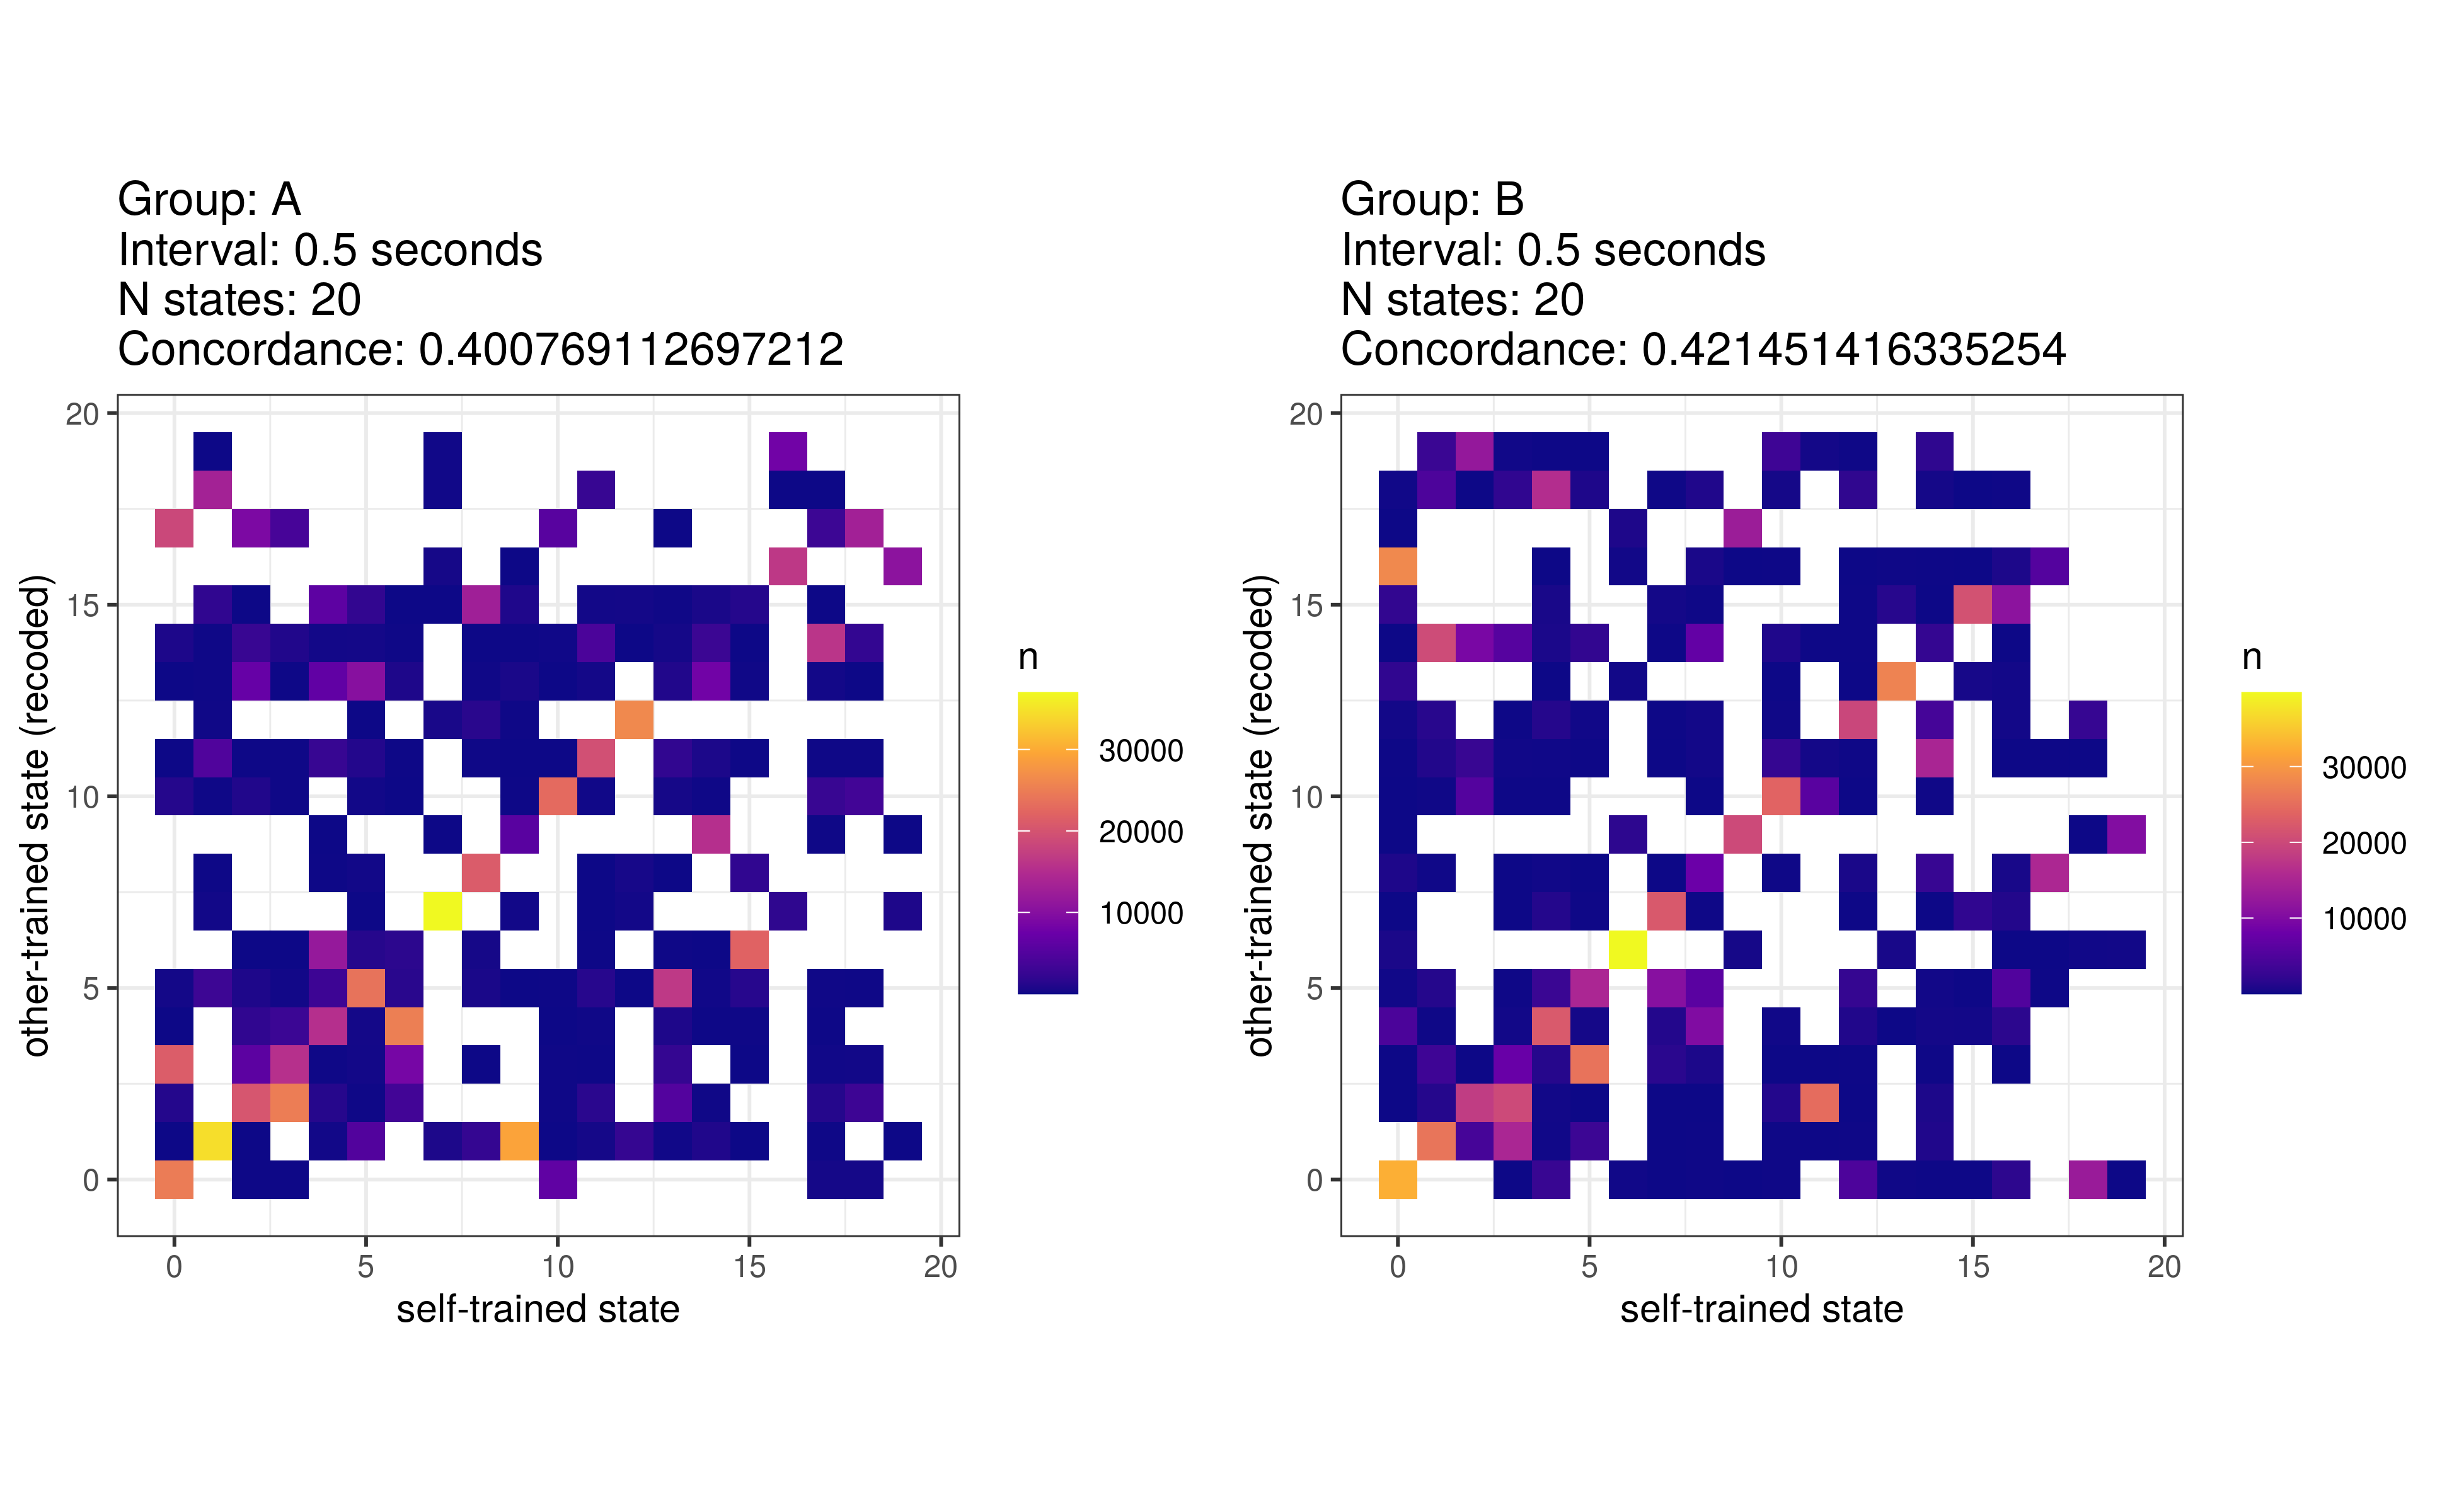 Group: A
Interval: 0.5 seconds
N states: 20
Concordance: 0.400769112697212
other-trained state (recoded)
20
15
10
5
0
0 5 10 15 20
self-trained state
n
30000
20000
10000
Group: B
Interval: 0.5 seconds
N states: 20
Concordance: 0.421451416335254
other-trained state (recoded)
20
15
10
5
0
0 5 10 15 20
self-trained state
n
30000
20000
10000